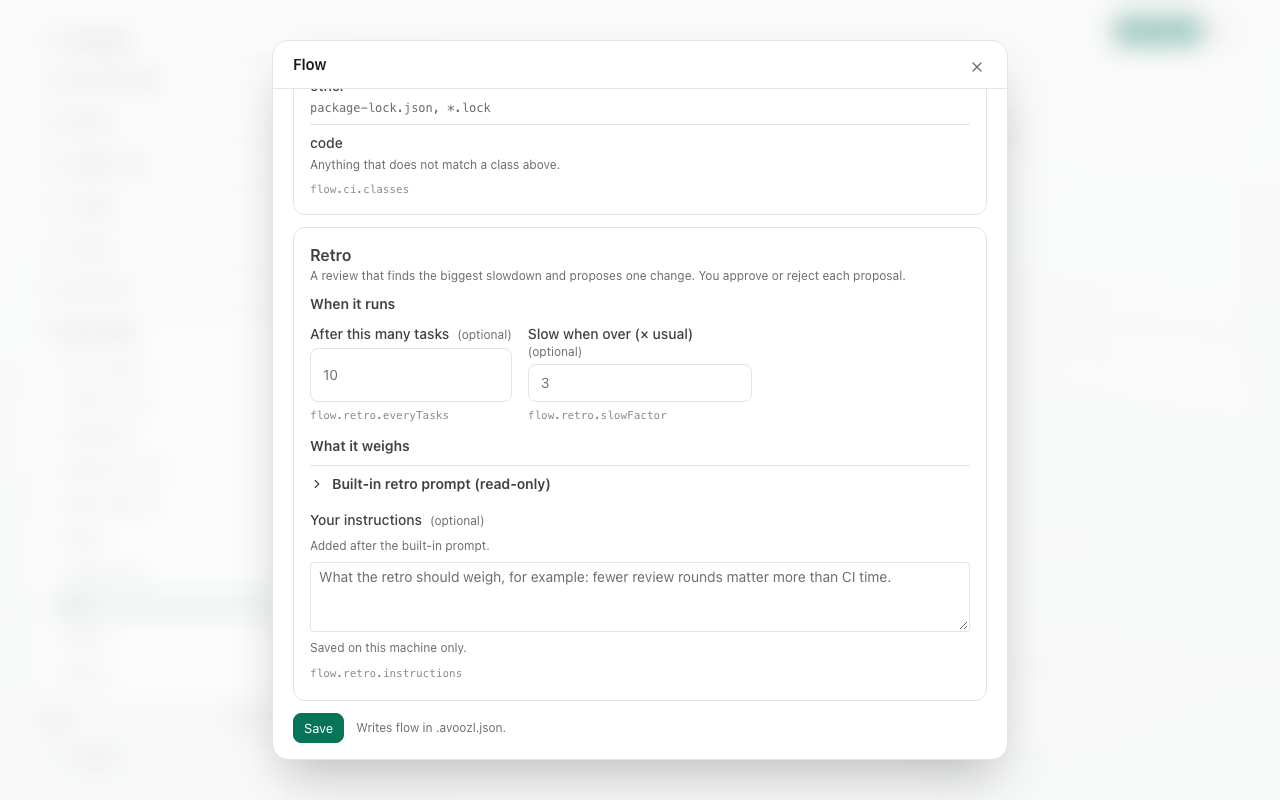 Flow
other
package-lock.json, *.lock
code
Anything that does not match a class above.
flow.ci.classes
Retro
A review that finds the biggest slowdown and proposes one change. You approve or reject each proposal.
When it runs
After this many tasks (optional)
Slow when over (× usual)
(optional)
10
3
flow.retro.everyTasks
flow.retro.slowFactor
What it weighs
Built-in retro prompt (read-only)
Your instructions (optional)
Added after the built-in prompt.
What the retro should weigh, for example: fewer review rounds matter more than CI time.
Saved on this machine only.
flow.retro.instructions
Save
Writes flow in .avoozl.json.